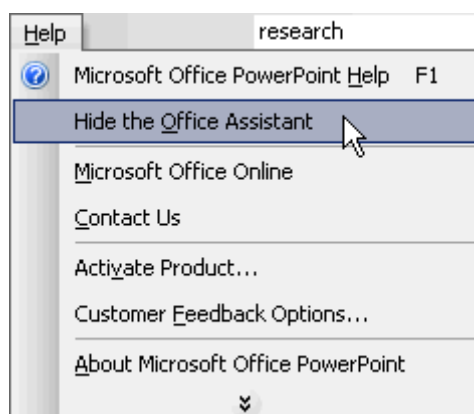 Help research
Microsoft Office PowerPoint Help F1
Hide the Office Assistant
Microsoft Office Online
Contact Us
Activate Product...
Customer Feedback Options...
About Microsoft Office PowerPoint